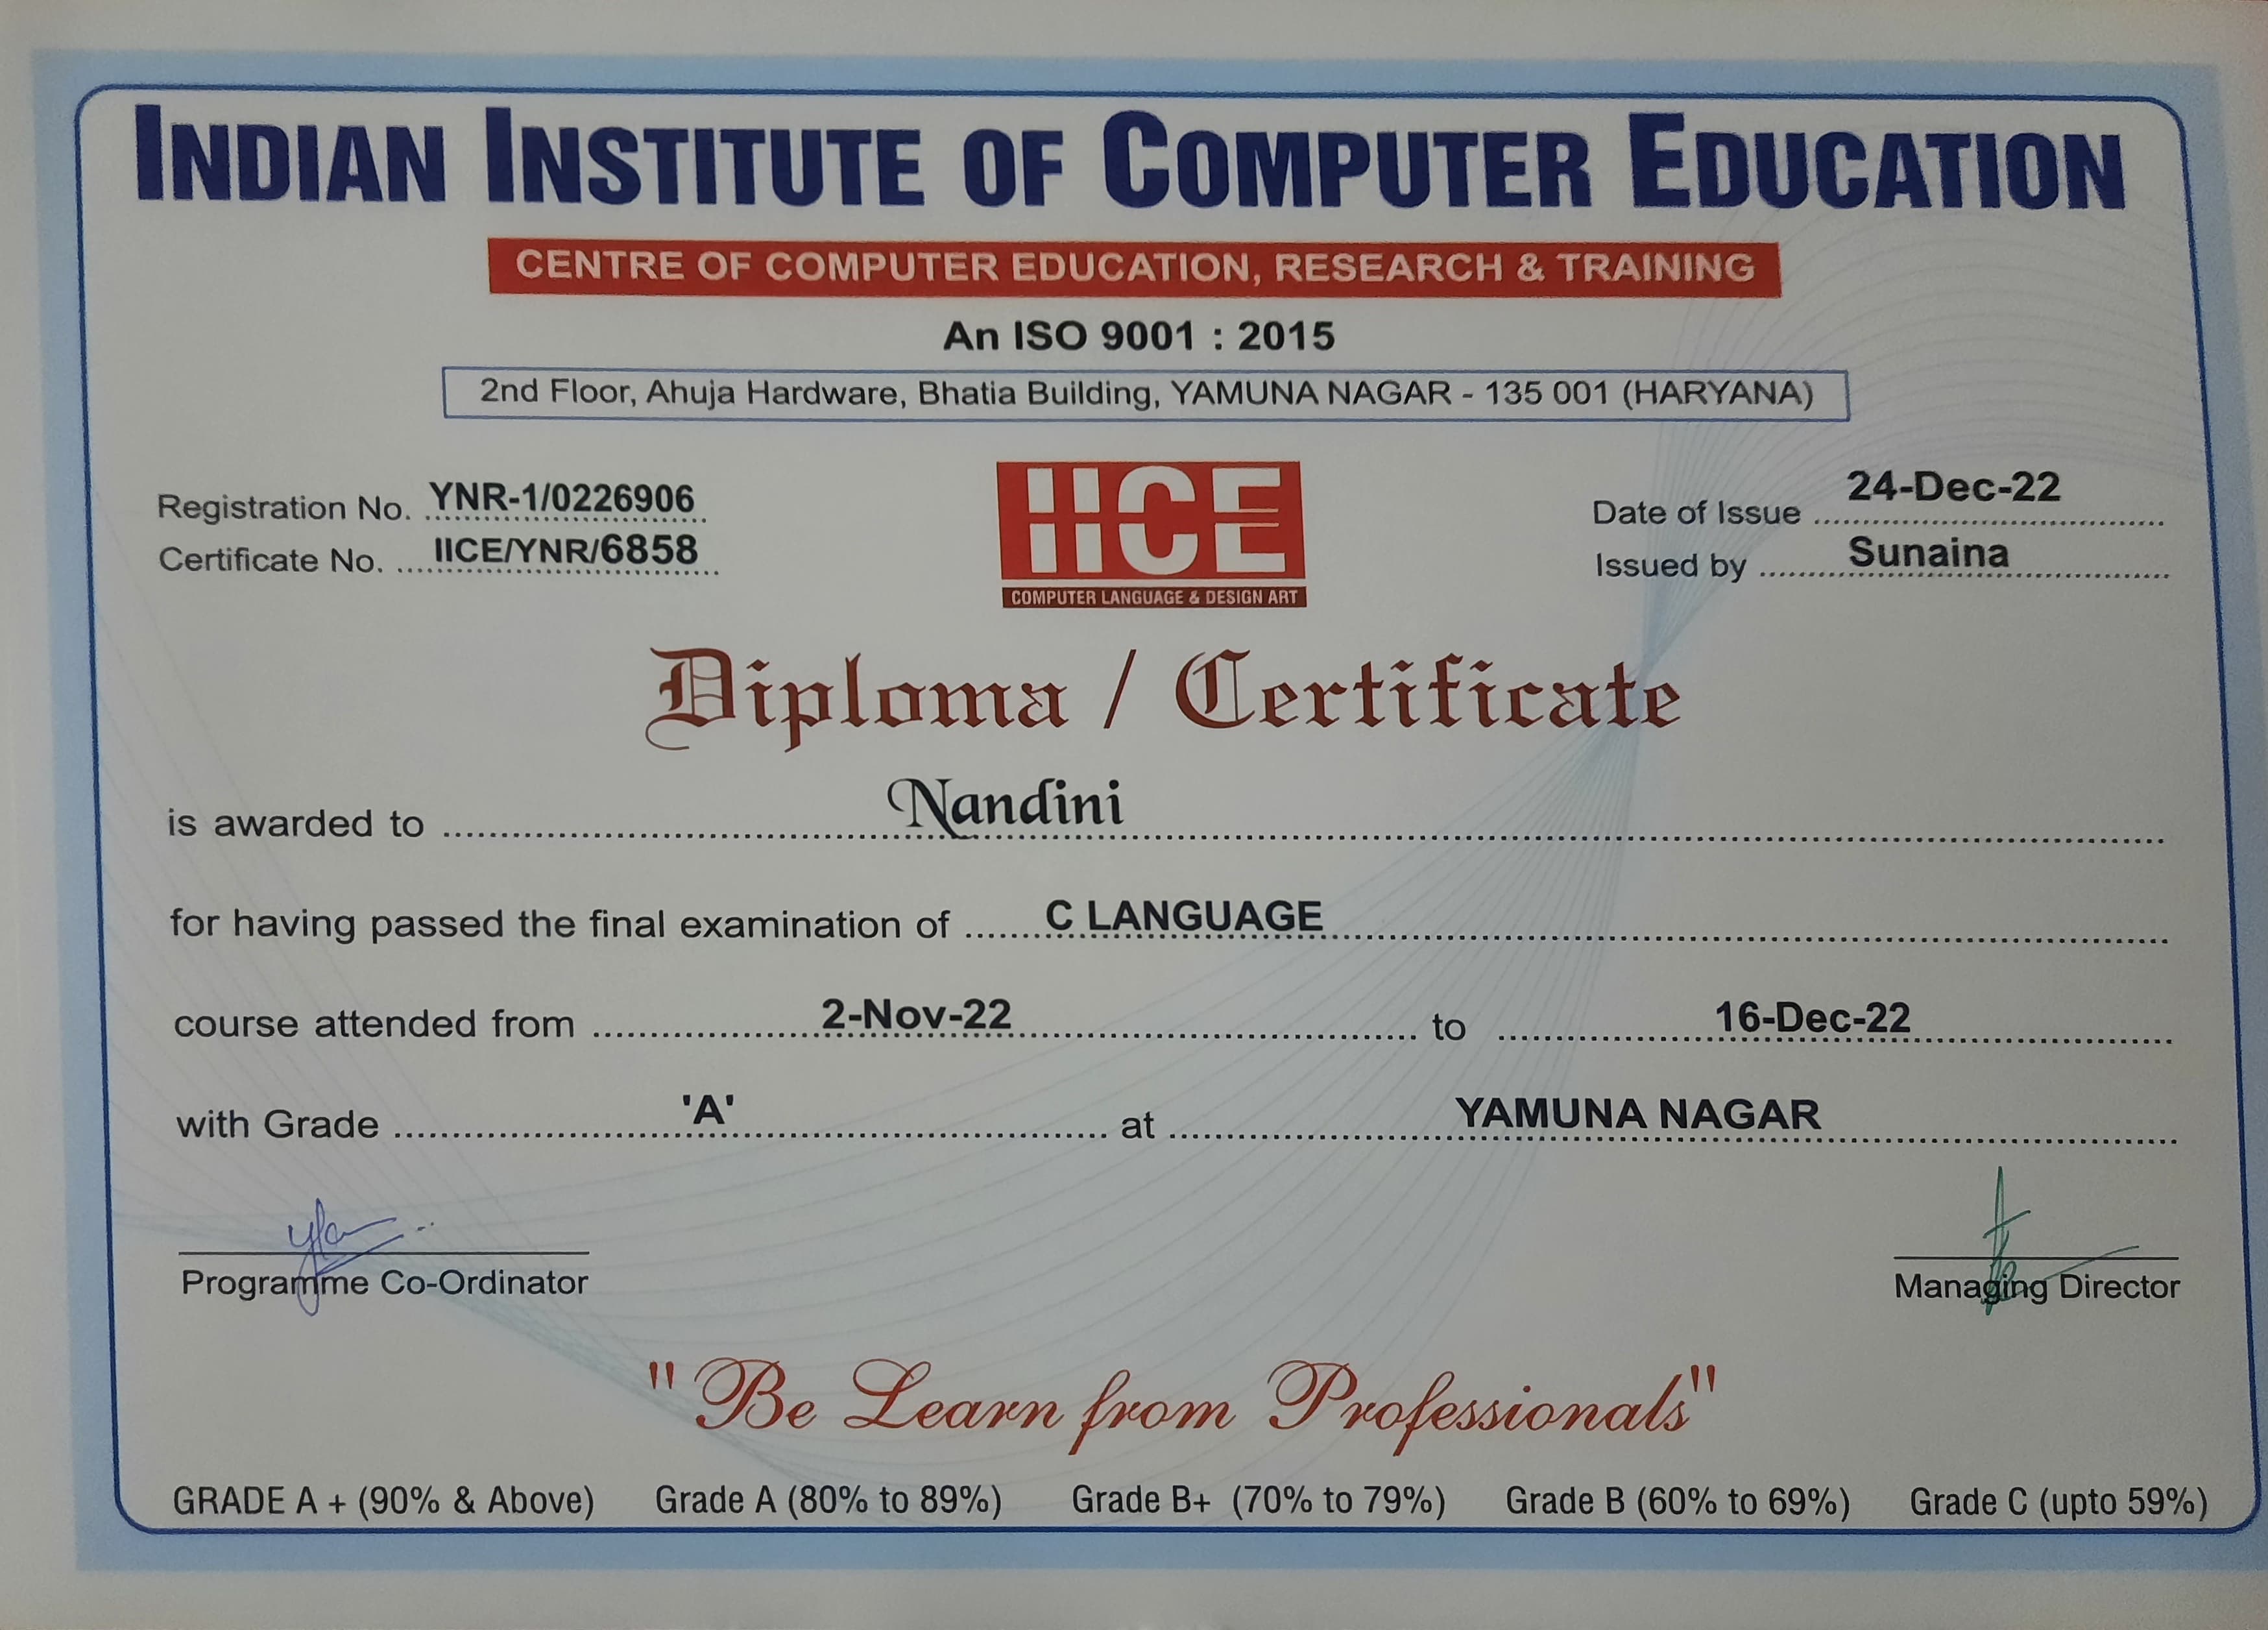 INDIAN INSTITUTE OF COMPUTER EDUCATION
CENTRE OF COMPUTER EDUCATION, RESEARCH & TRAINING
An ISO 9001 : 2015
2nd Floor, Ahuja Hardware, Bhatia Building, YAMUNA NAGAR - 135 001 (HARYANA)
Registration No. YNR-1/0226906
Certificate No. IICE/YNR/6858
IICE
COMPUTER LANGUAGE & DESIGN ART
Date of Issue 24-Dec-22
Issued by Sunaina
Diploma / Certificate
is awarded to Nandini
for having passed the final examination of C LANGUAGE
course attended from 2-Nov-22 to 16-Dec-22
with Grade 'A' at YAMUNA NAGAR
Programme Co-Ordinator
Managing Director
"Be Learn from Professionals"
GRADE A + (90% & Above) Grade A (80% to 89%) Grade B+ (70% to 79%) Grade B (60% to 69%) Grade C (upto 59%)